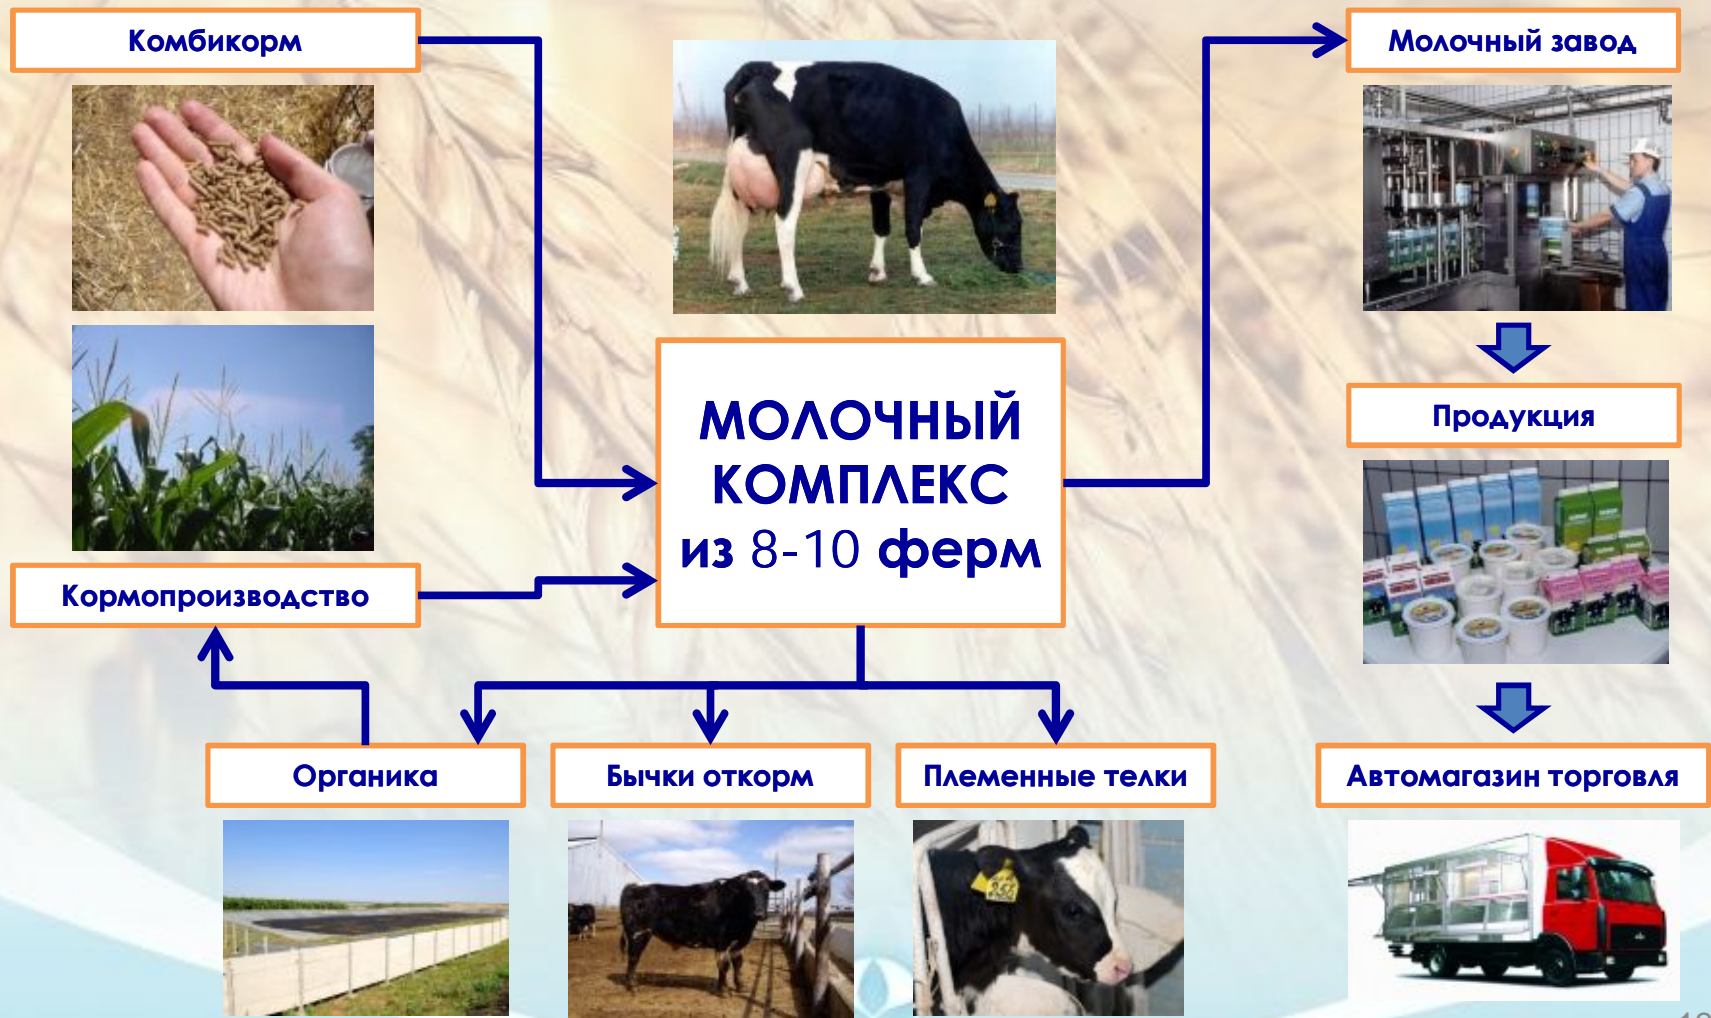 Комбикорм
Молочный завод
МОЛОЧНЫЙ
КОМПЛЕКС
из 8-10 ферм
Продукция
Кормопроизводство
Органика
Бычки откорм
Племенные телки
Автомагазин торговля